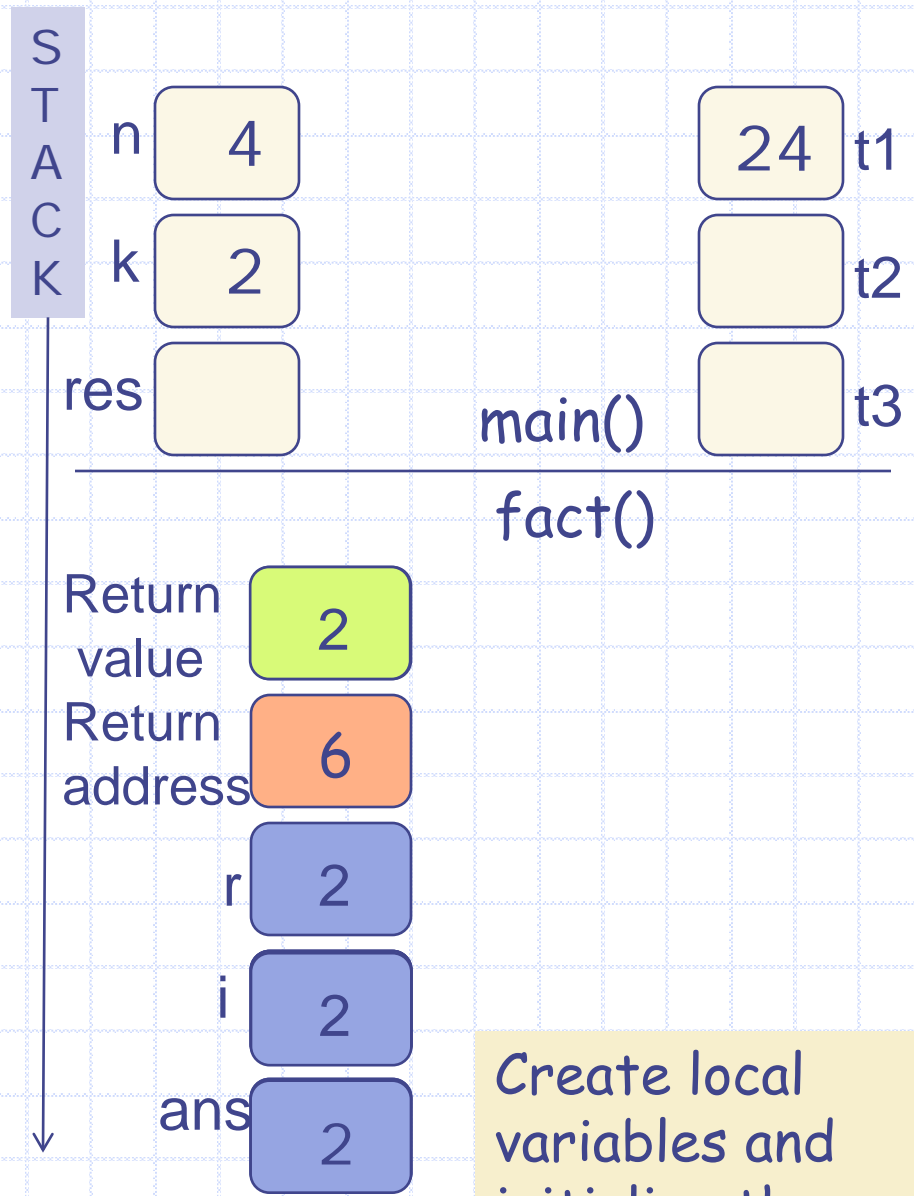 STACK
n 4 24 t1
k 2 t2
res main() t3
fact()
Return
value 2
Return
address 6
r 2
i 2
ans 2
Create local
variables and